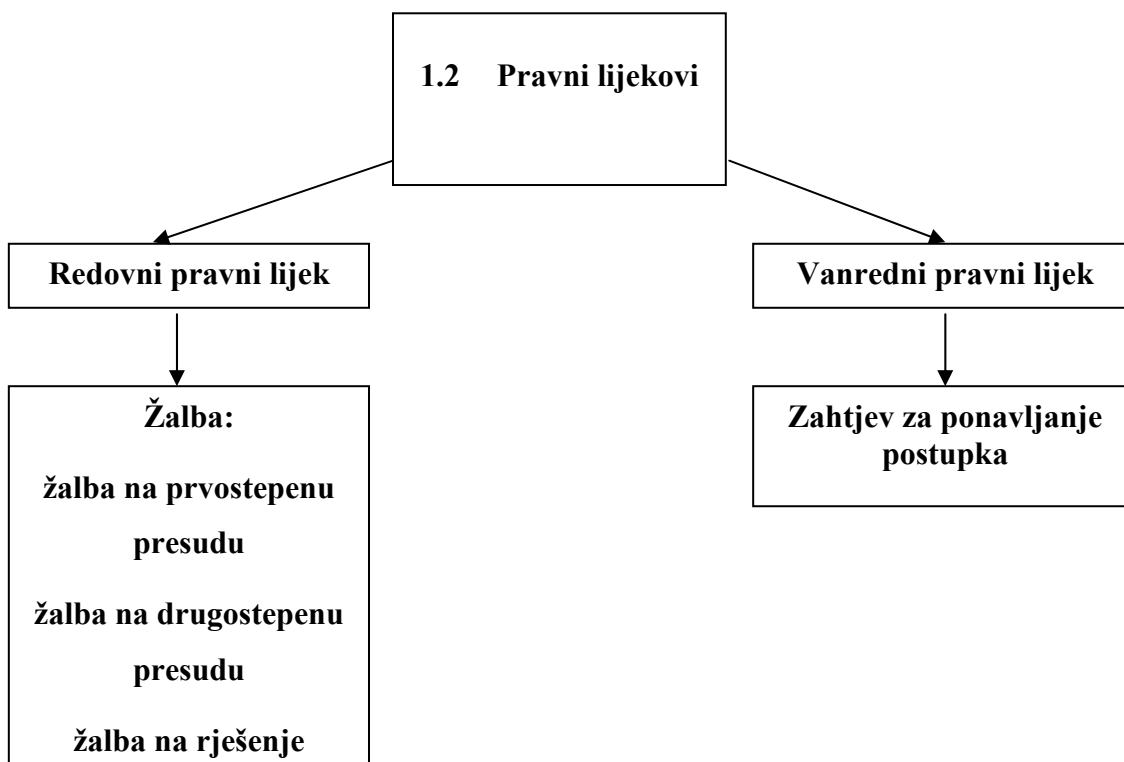 1.2 Pravni lijekovi
Redovni pravni lijek
Vanredni pravni lijek
Žalba:
žalba na prvostepenu
presudu
žalba na drugostepenu
presudu
žalba na rješenje
Zahtjev za ponavljanje
postupka